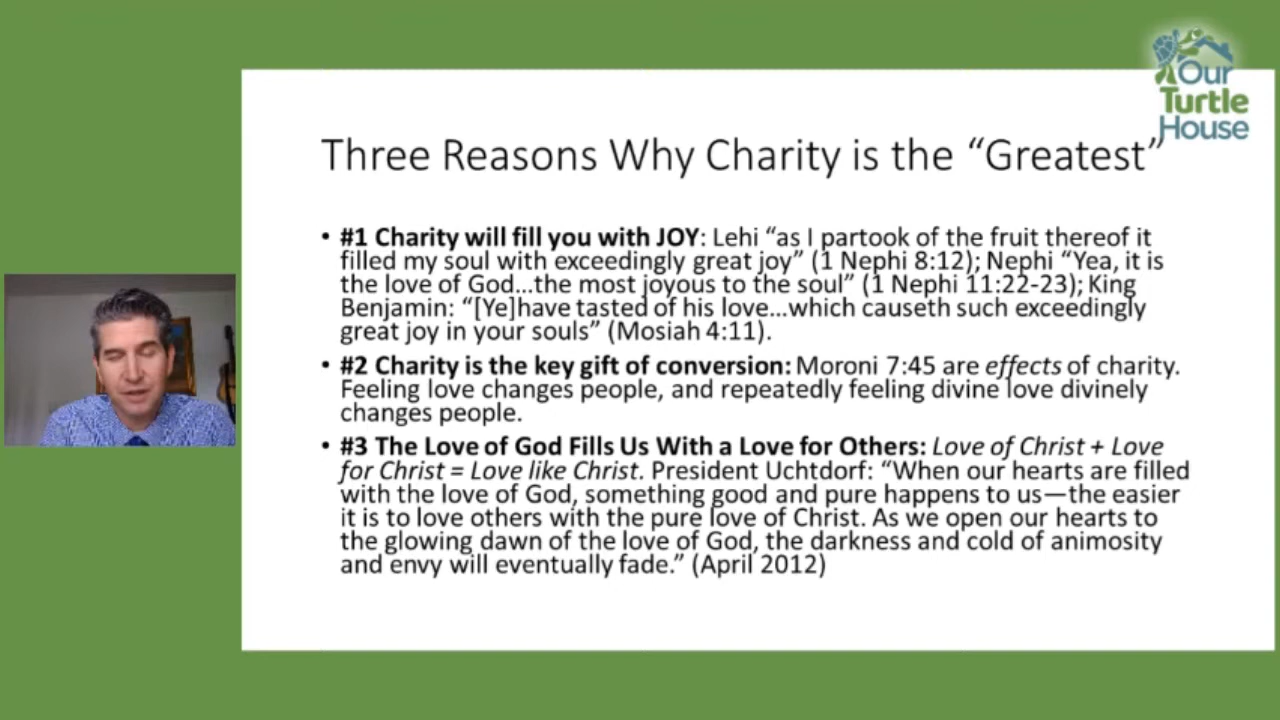 Our
Turtle
House
Three Reasons Why Charity is the “Greatest”
• #1 Charity will fill you with JOY: Lehi “as I partook of the fruit thereof it
filled my soul with exceedingly great joy” (1 Nephi 8:12); Nephi “Yea, it is
the love of God…the most joyous to the soul” (1 Nephi 11:22-23); King
Benjamin: “[Ye]have tasted of his love…which causeth such exceedingly
great joy in your souls” (Mosiah 4:11).
• #2 Charity is the key gift of conversion: Moroni 7:45 are effects of charity.
Feeling love changes people, and repeatedly feeling divine love divinely
changes people.
• #3 The Love of God Fills Us With a Love for Others: Love of Christ + Love
for Christ = Love like Christ. President Uchtdorf: “When our hearts are filled
with the love of God, something good and pure happens to us—the easier
it is to love others with the pure love of Christ. As we open our hearts to
the glowing dawn of the love of God, the darkness and cold of animosity
and envy will eventually fade.” (April 2012)